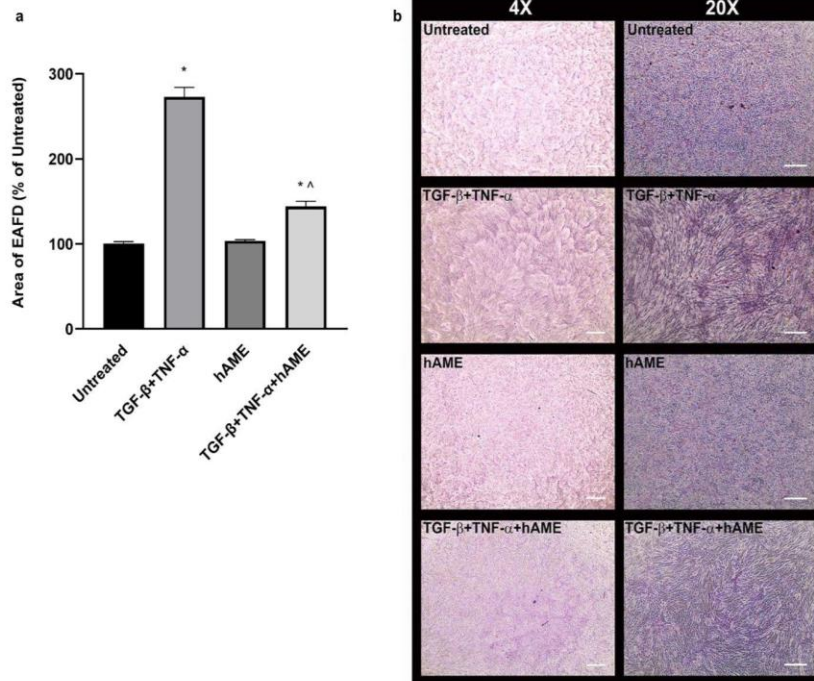 a
Area of EAFD (% of Untreated)
300
200
100
0
*
* ^
Untreated
TGF-β+TNF-α
hAME
TGF-β+TNF-α+hAME
b
4X
20X
Untreated
Untreated
TGF-β+TNF-α
TGF-β+TNF-α
hAME
hAME
TGF-β+TNF-α+hAME
TGF-β+TNF-α+hAME